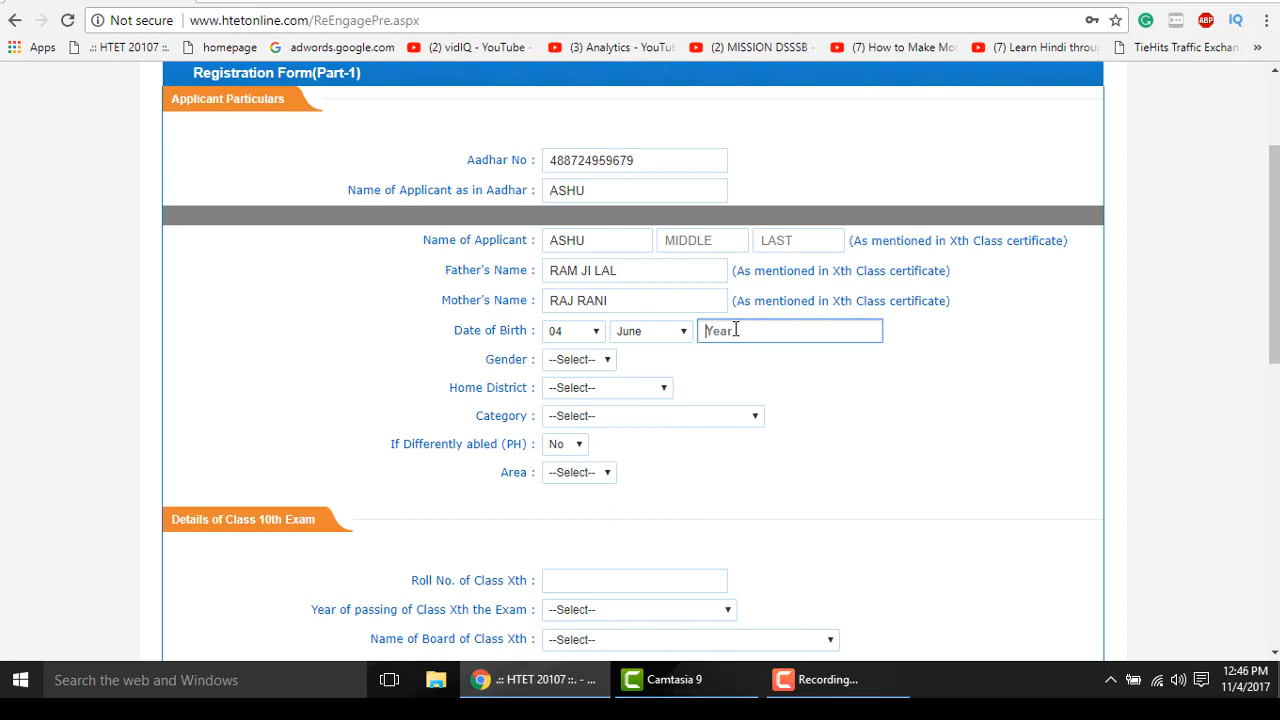 Not secure www.htetonline.com/ReEngagePre.aspx
Apps .:: HTET 20107 ::. homepage adwords.google.com (2) vidIQ - YouTube - (3) Analytics - YouTu (2) MISSION DSSSB - (7) How to Make Mo (7) Learn Hindi throu TieHits Traffic Exchan
Registration Form(Part-1)
Applicant Particulars
Aadhar No : 488724959679
Name of Applicant as in Aadhar : ASHU
Name of Applicant : ASHU MIDDLE LAST (As mentioned in Xth Class certificate)
Father's Name : RAM JI LAL (As mentioned in Xth Class certificate)
Mother's Name : RAJ RANI (As mentioned in Xth Class certificate)
Date of Birth : 04 June Year
Gender : --Select--
Home District : --Select--
Category : --Select--
If Differently abled (PH) : No
Area : --Select--
Details of Class 10th Exam
Roll No. of Class Xth :
Year of passing of Class Xth the Exam : --Select--
Name of Board of Class Xth : --Select--
Search the web and Windows .:: HTET 20107 ::. - ... Camtasia 9 Recording... 12:46 PM
11/4/2017